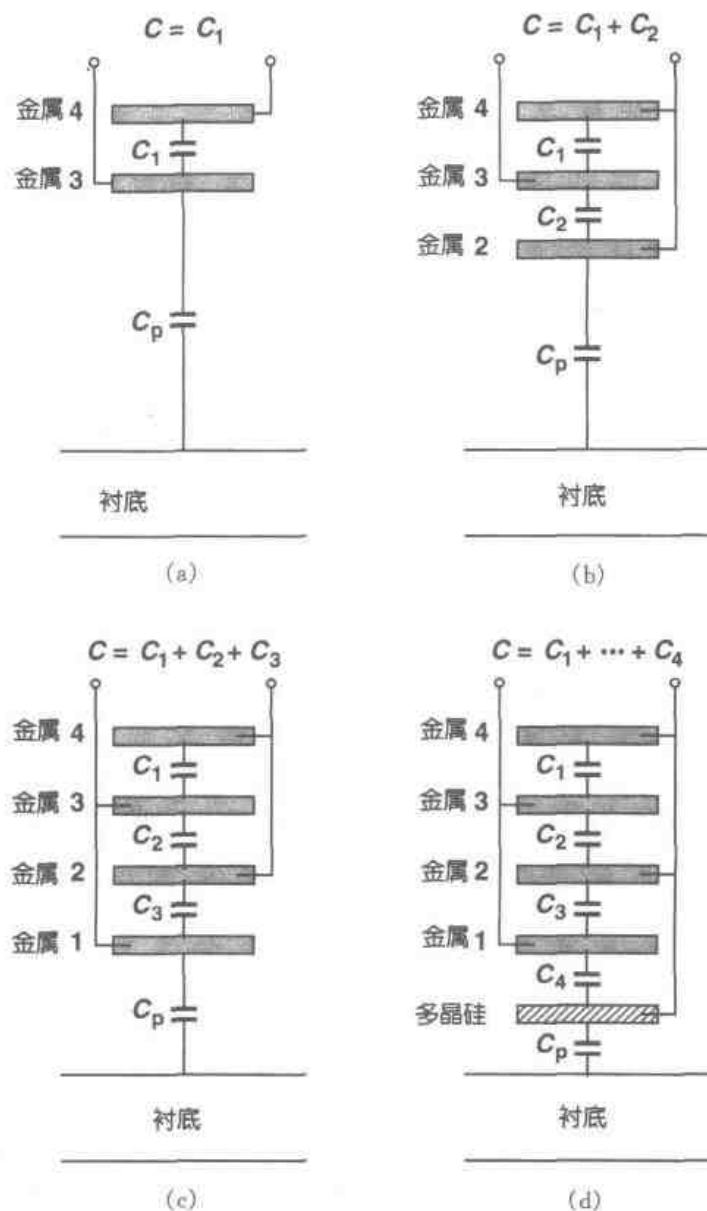 C = C₁
金属 4
C₁
金属 3
Cₚ
衬底
(a)
C = C₁ + C₂
金属 4
C₁
金属 3
C₂
金属 2
Cₚ
衬底
(b)
C = C₁ + C₂ + C₃
金属 4
C₁
金属 3
C₂
金属 2
C₃
金属 1
Cₚ
衬底
(c)
C = C₁ + ··· + C₄
金属 4
C₁
金属 3
C₂
金属 2
C₃
金属 1
C₄
多晶硅
Cₚ
衬底
(d)